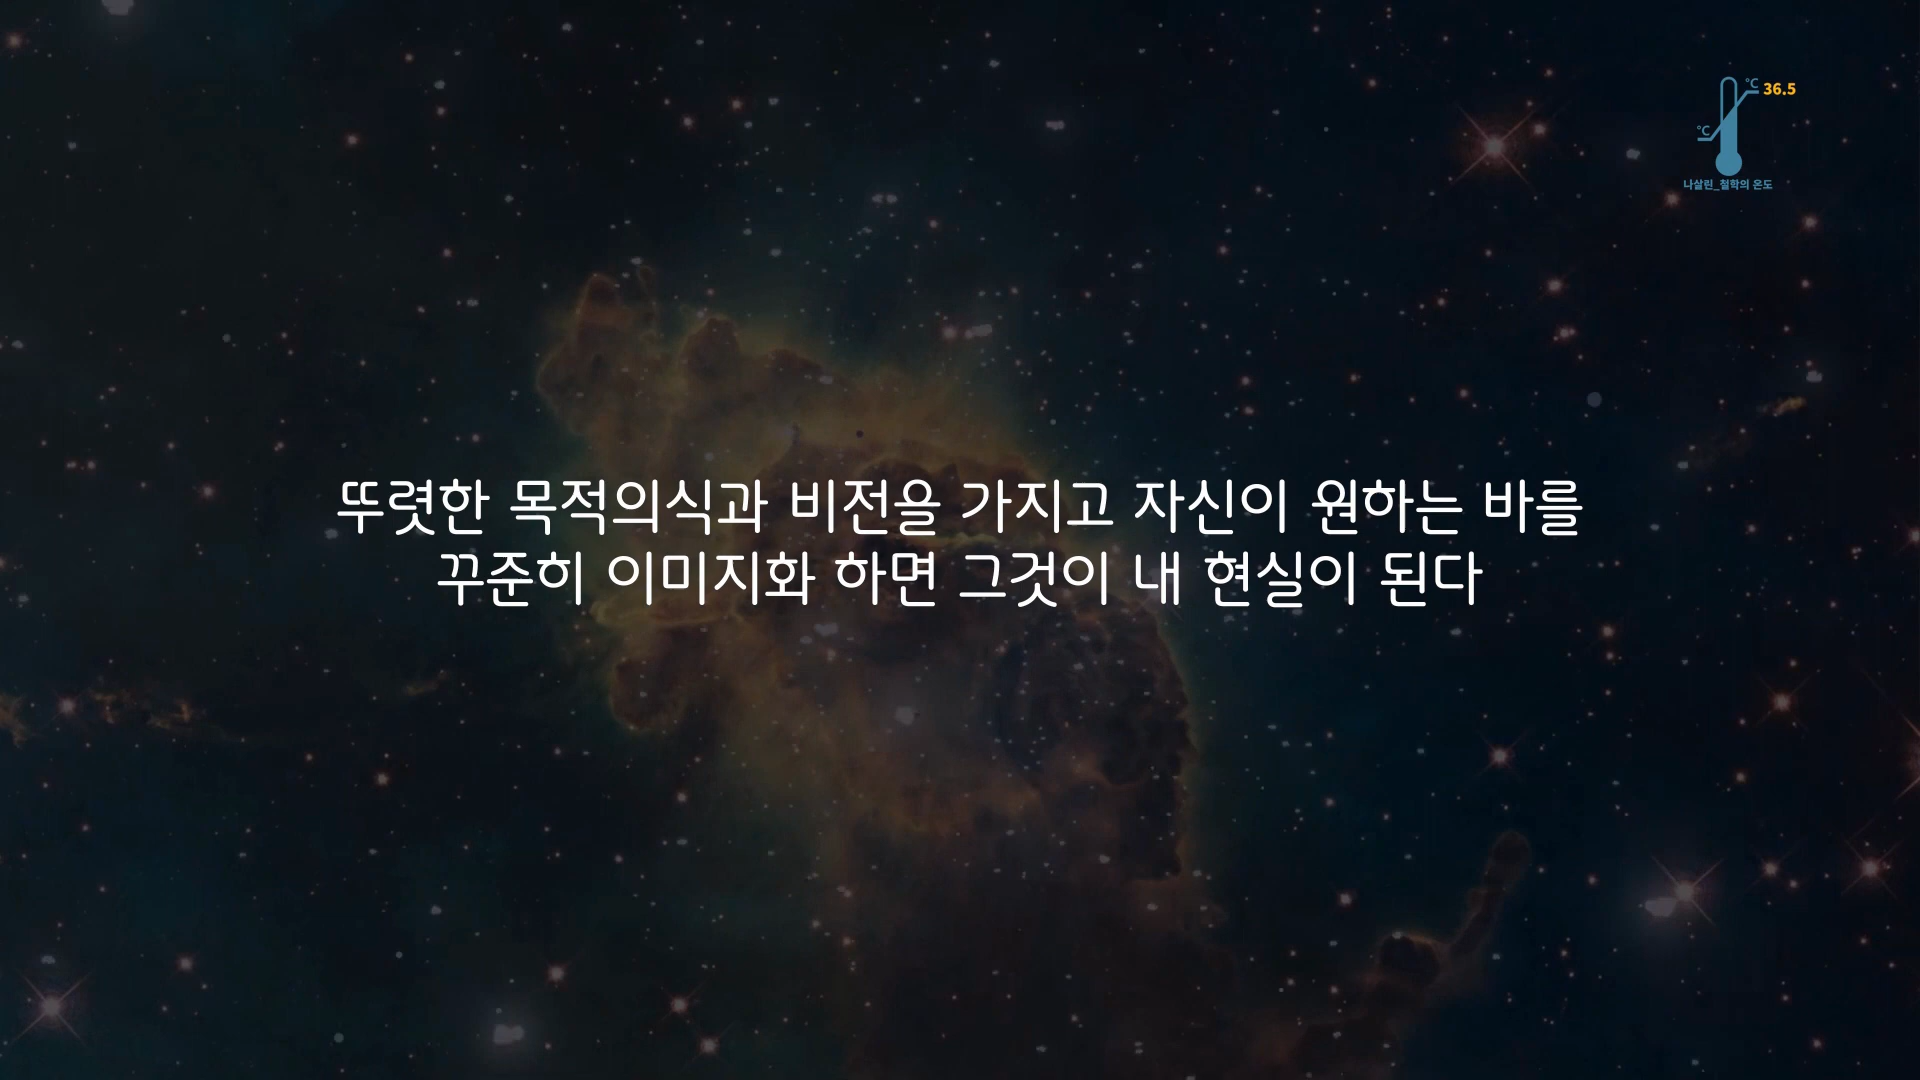 ℃ 36.5
℃
나살린_철학의 온도
뚜렷한 목적의식과 비전을 가지고 자신이 원하는 바를
꾸준히 이미지화 하면 그것이 내 현실이 된다